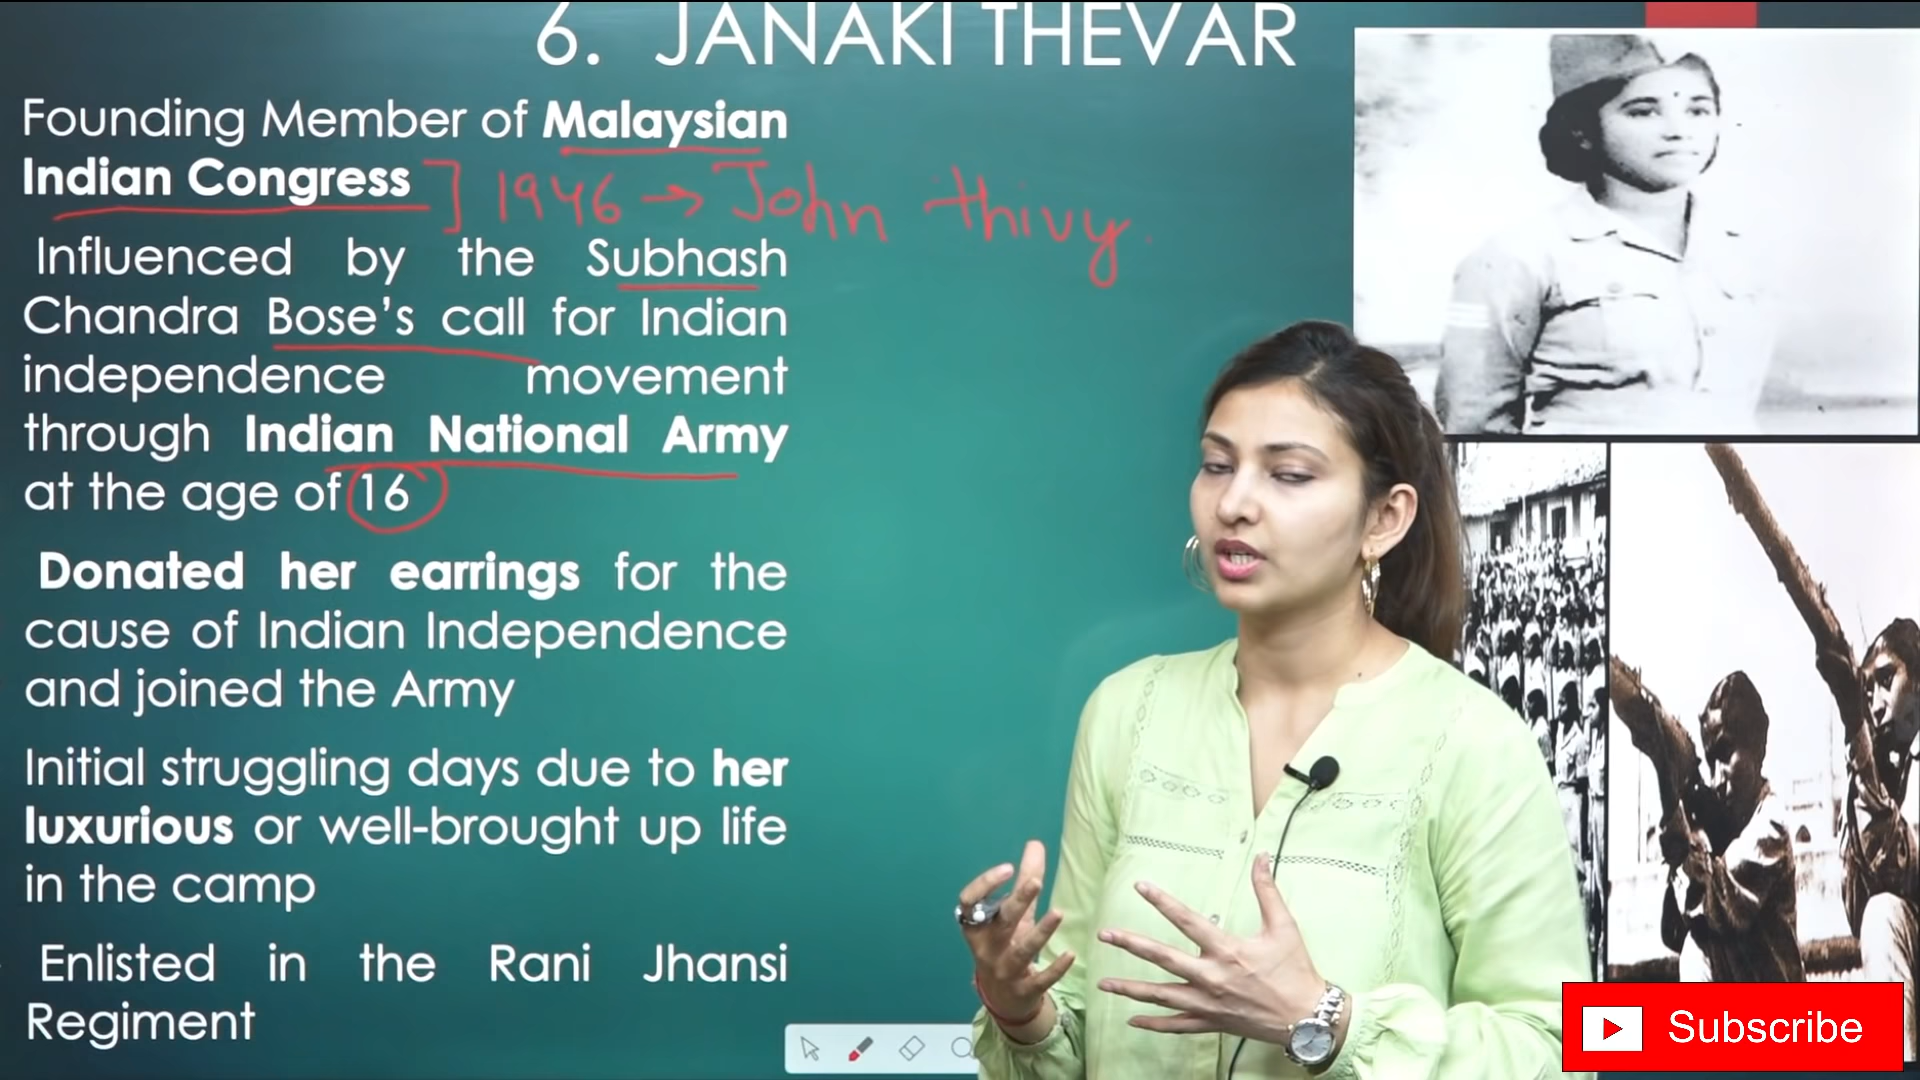 6. JANAKI THEVAR
Founding Member of Malaysian
Indian Congress ] 1946 → John thivy.
Influenced by the Subhash
Chandra Bose’s call for Indian
independence movement
through Indian National Army
at the age of 16
Donated her earrings for the
cause of Indian Independence
and joined the Army
Initial struggling days due to her
luxurious or well-brought up life
in the camp
Enlisted in the Rani Jhansi
Regiment
Subscribe